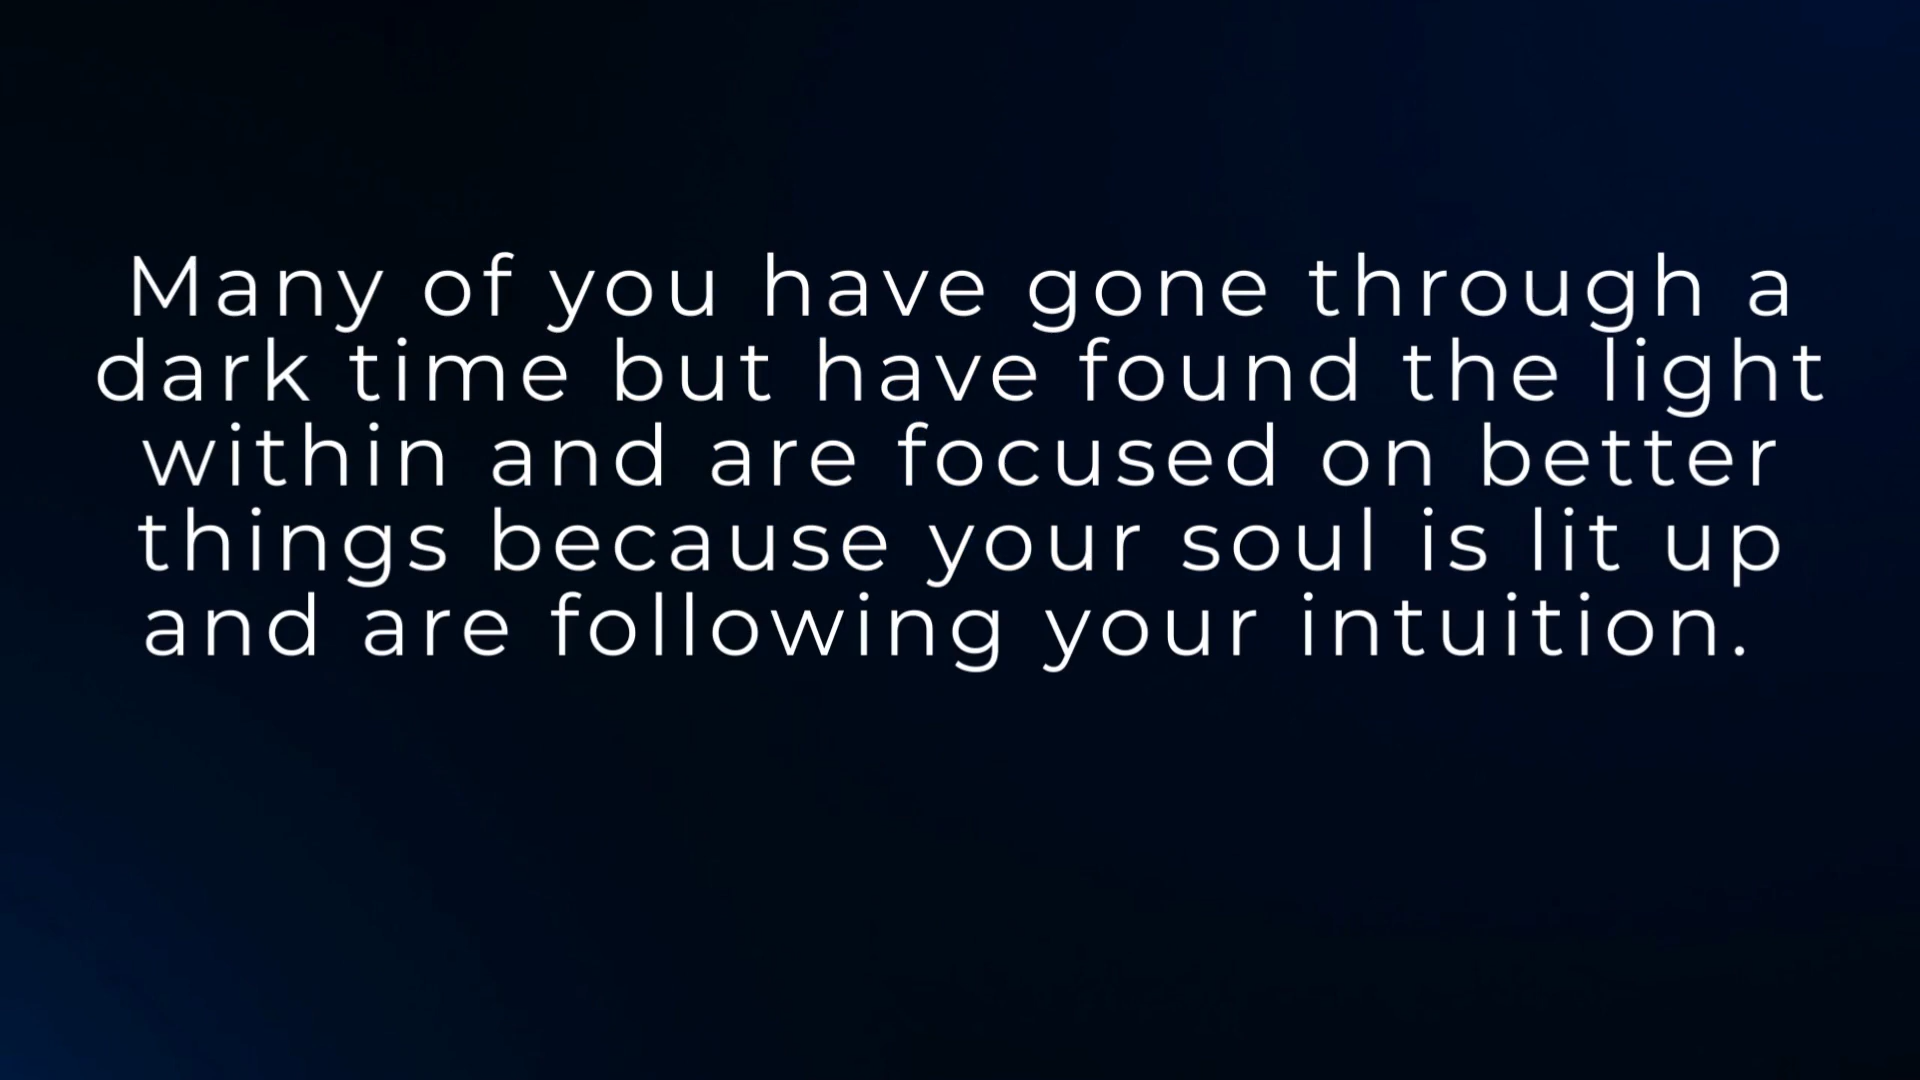 Many of you have gone through a
dark time but have found the light
within and are focused on better
things because your soul is lit up
and are following your intuition.